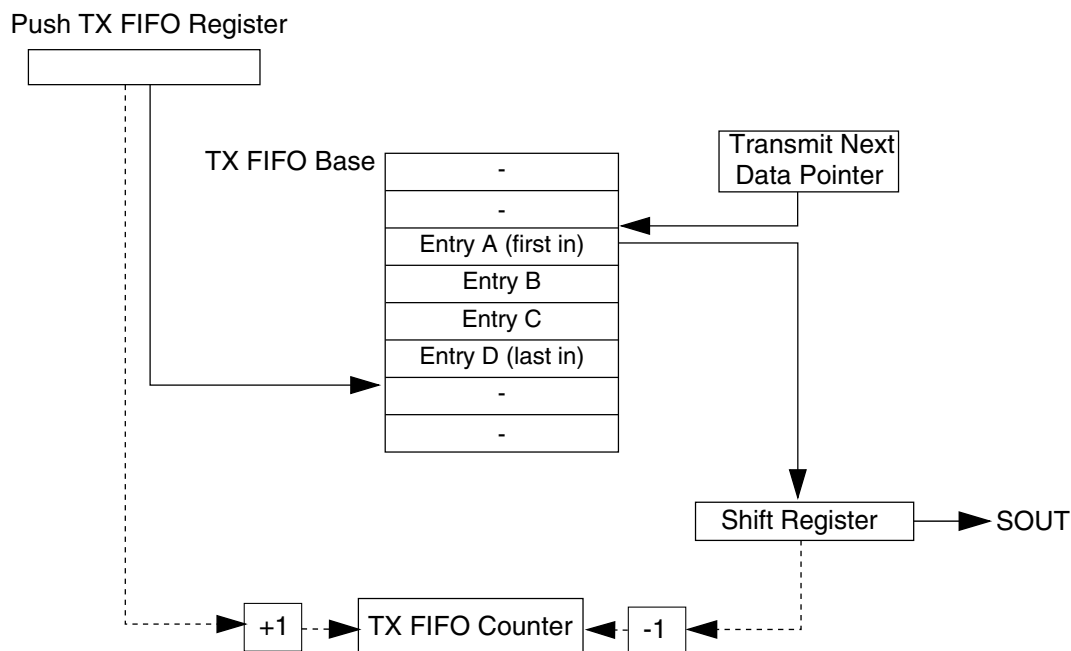 Push TX FIFO Register
TX FIFO Base
-
-
Entry A (first in)
Entry B
Entry C
Entry D (last in)
-
-
Transmit Next
Data Pointer
Shift Register
SOUT
+1
TX FIFO Counter
-1